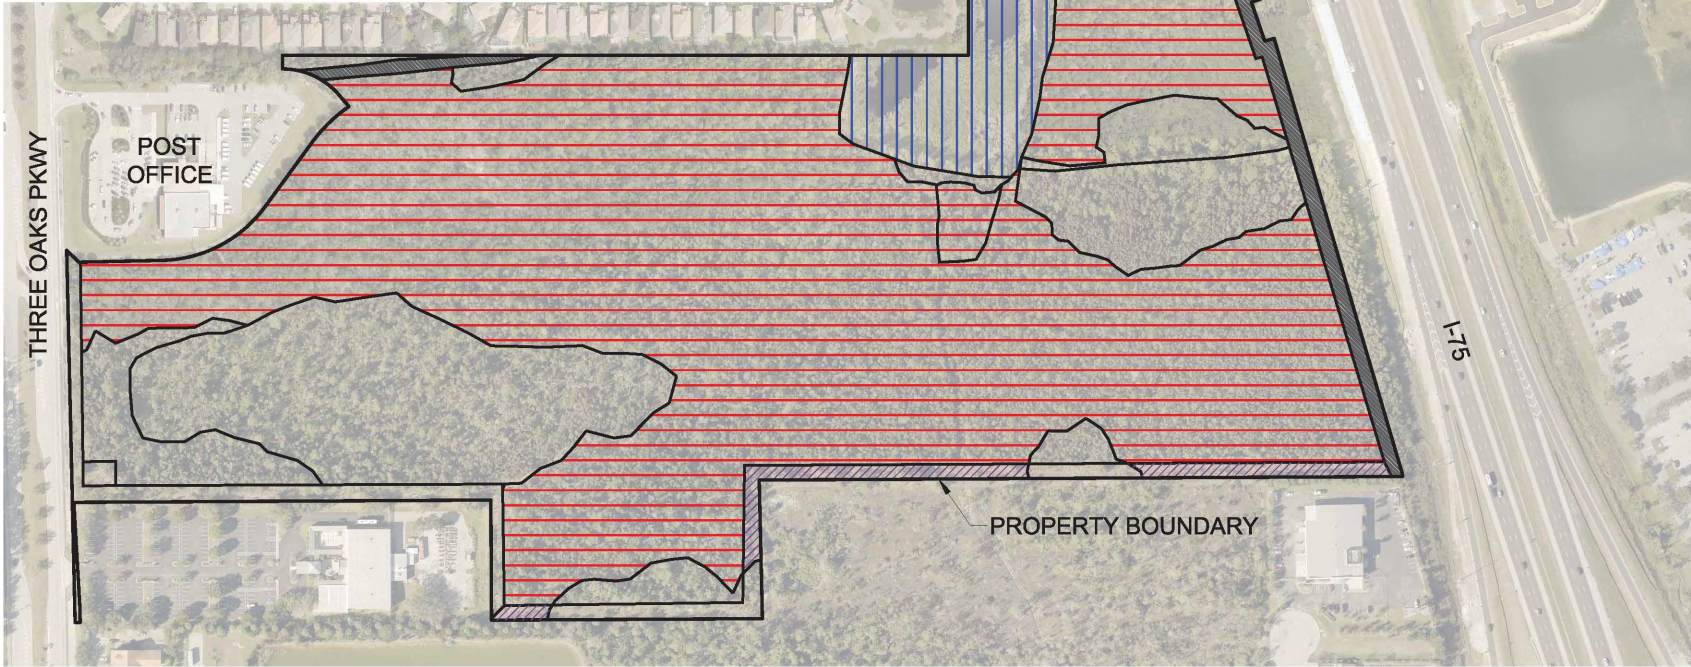 POST
OFFICE
THREE OAKS PKWY
I-75
PROPERTY BOUNDARY